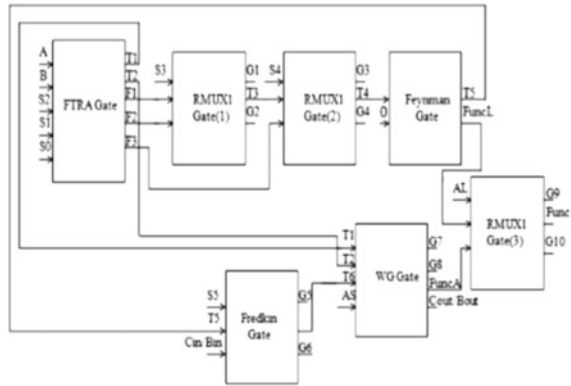 A
B
S2
S1
S0
FTRA Gate
T1
T2
F1
F2
F3
S3
RMUX1
Gate(1)
G1
T3
G2
S4
RMUX1
Gate(2)
G3
T4
G4
0
Feynman
Gate
T5
FuncL
AL
RMUX1
Gate(3)
G9
Func
G10
T1
T2
T6
AS
WG Gate
G7
G8
FuncA
Cout Bout
S5
T5
Cin Bin
Fredkin
Gate
G5
G6